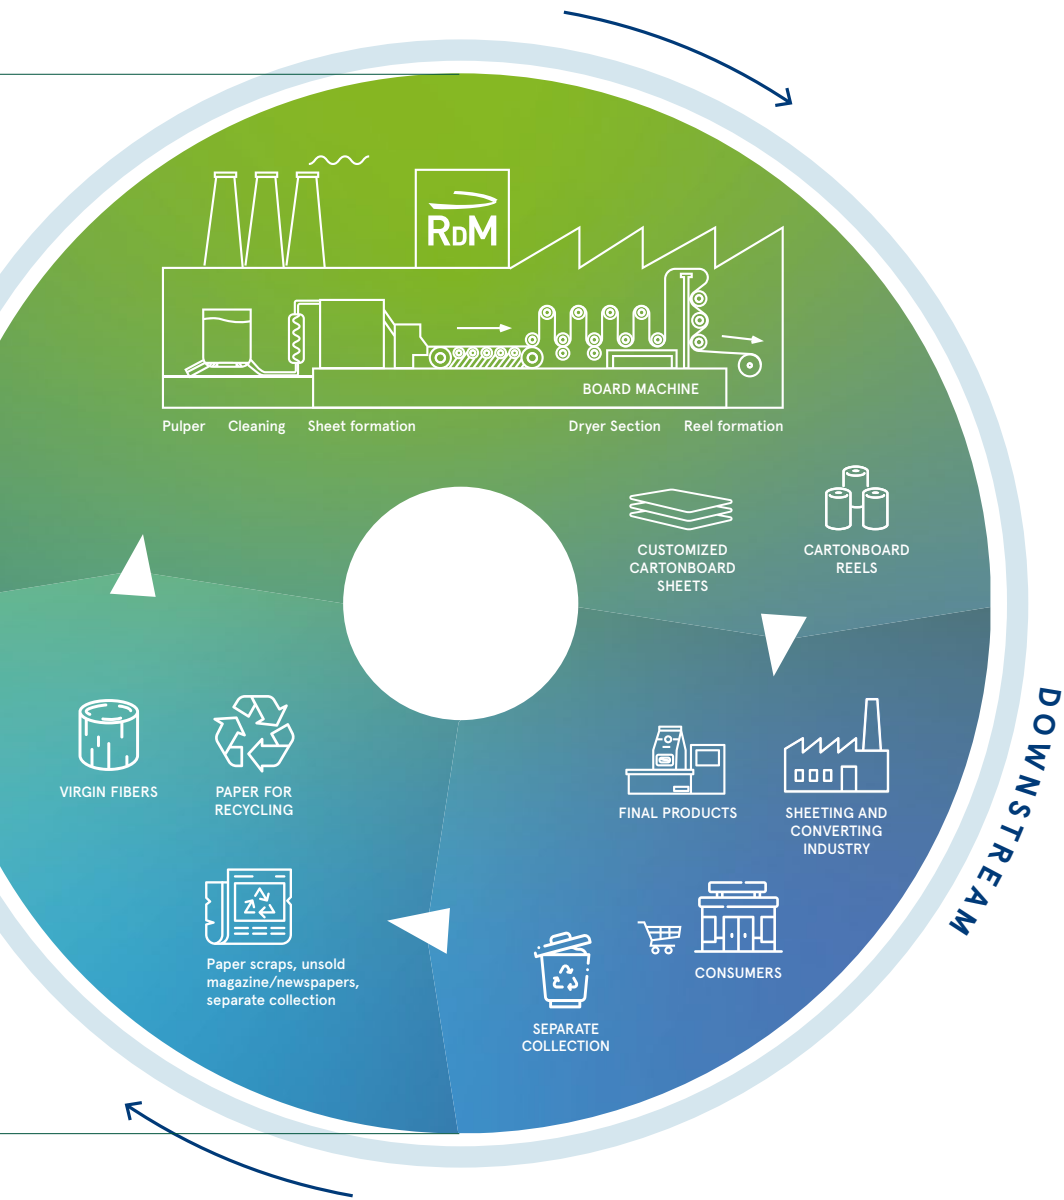 RDM
BOARD MACHINE
Pulper Cleaning Sheet formation Dryer Section Reel formation
CUSTOMIZED
CARTONBOARD
SHEETS
CARTONBOARD
REELS
DOWNSTREAM
VIRGIN FIBERS
PAPER FOR
RECYCLING
FINAL PRODUCTS
SHEETING AND
CONVERTING
INDUSTRY
Paper scraps, unsold
magazine/newspapers,
separate collection
CONSUMERS
SEPARATE
COLLECTION